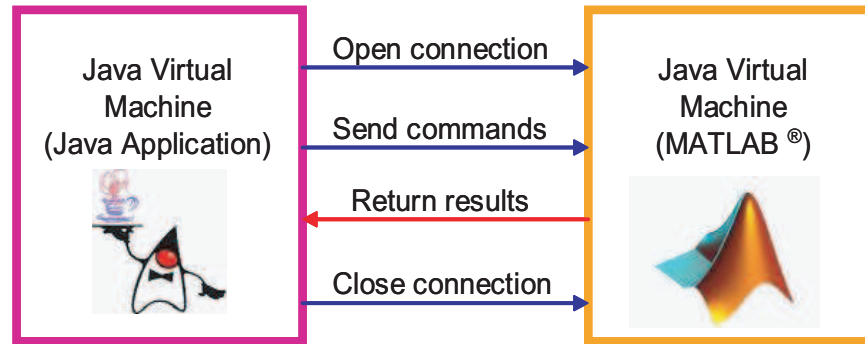 Java Virtual
Machine
(Java Application)
Open connection
Send commands
Return results
Close connection
Java Virtual
Machine
(MATLAB ®)